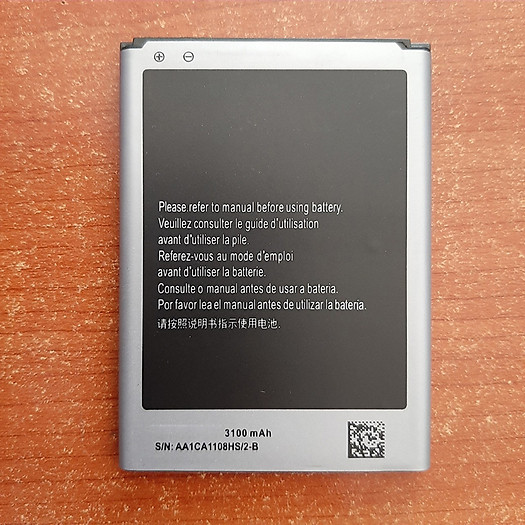 Please refer to manual before using battery.
Veuillez consulter le guide d'utilisation
avant d'utiliser la pile.
Referez-vous au mode d'emploi
avant d'utiliser la batterie.
Consulte o manual antes de usar a bateria.
Por favor lea el manual antes de utilizar la bateria.
请按照说明书指示使用电池.
3100 mAh
S/N: AA1CA1108HS/2-B